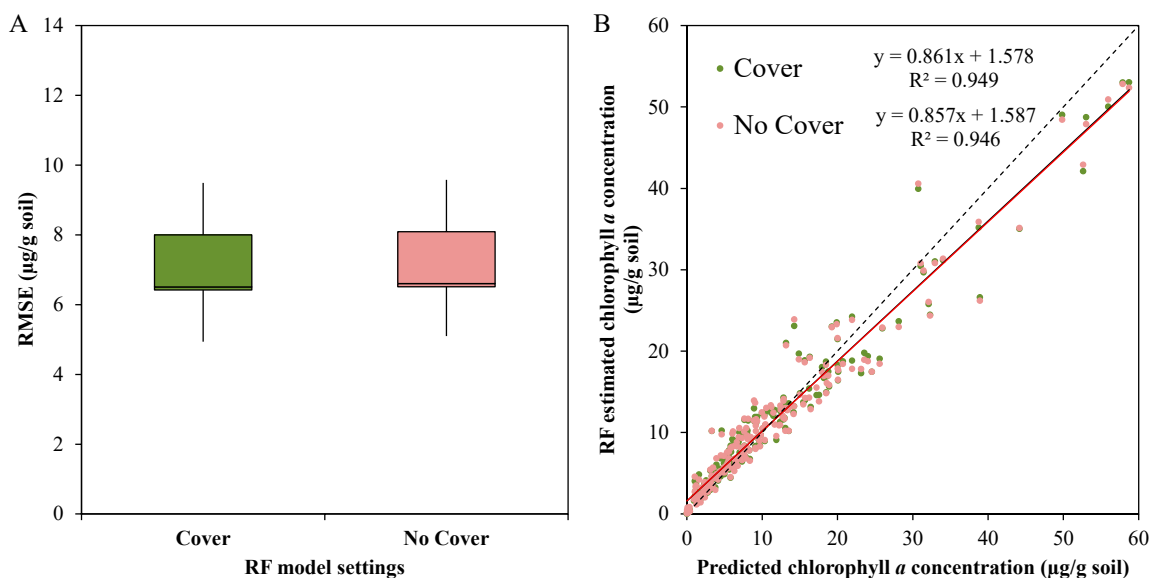 A
14
12
10
8
6
4
2
0
RMSE (µg/g soil)
Cover
No Cover
RF model settings
B
60
50
40
30
20
10
0
RF estimated chlorophyll a concentration
(µg/g soil)
Cover
y = 0.861x + 1.578
R² = 0.949
No Cover
y = 0.857x + 1.587
R² = 0.946
0 10 20 30 40 50 60
Predicted chlorophyll a concentration (µg/g soil)